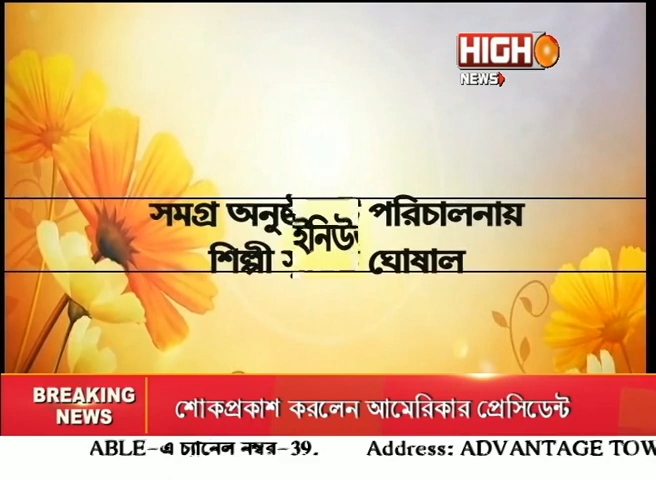 HIGH
NEWS
সমগ্র পরিচালনায়
ইনিউ
শিল্পী ঘোষাল
BREAKING
NEWS
শোকপ্রকাশ করলেন আমেরিকার প্রেসিডেন্ট
ABLE-এ চ্যানেল নম্বর-39. Address: ADVANTAGE TOW